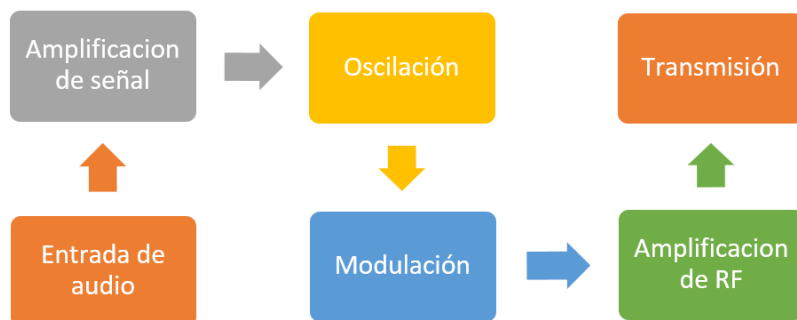 Amplificacion
de señal
Oscilación
Transmisión
Entrada de
audio
Modulación
Amplificacion
de RF